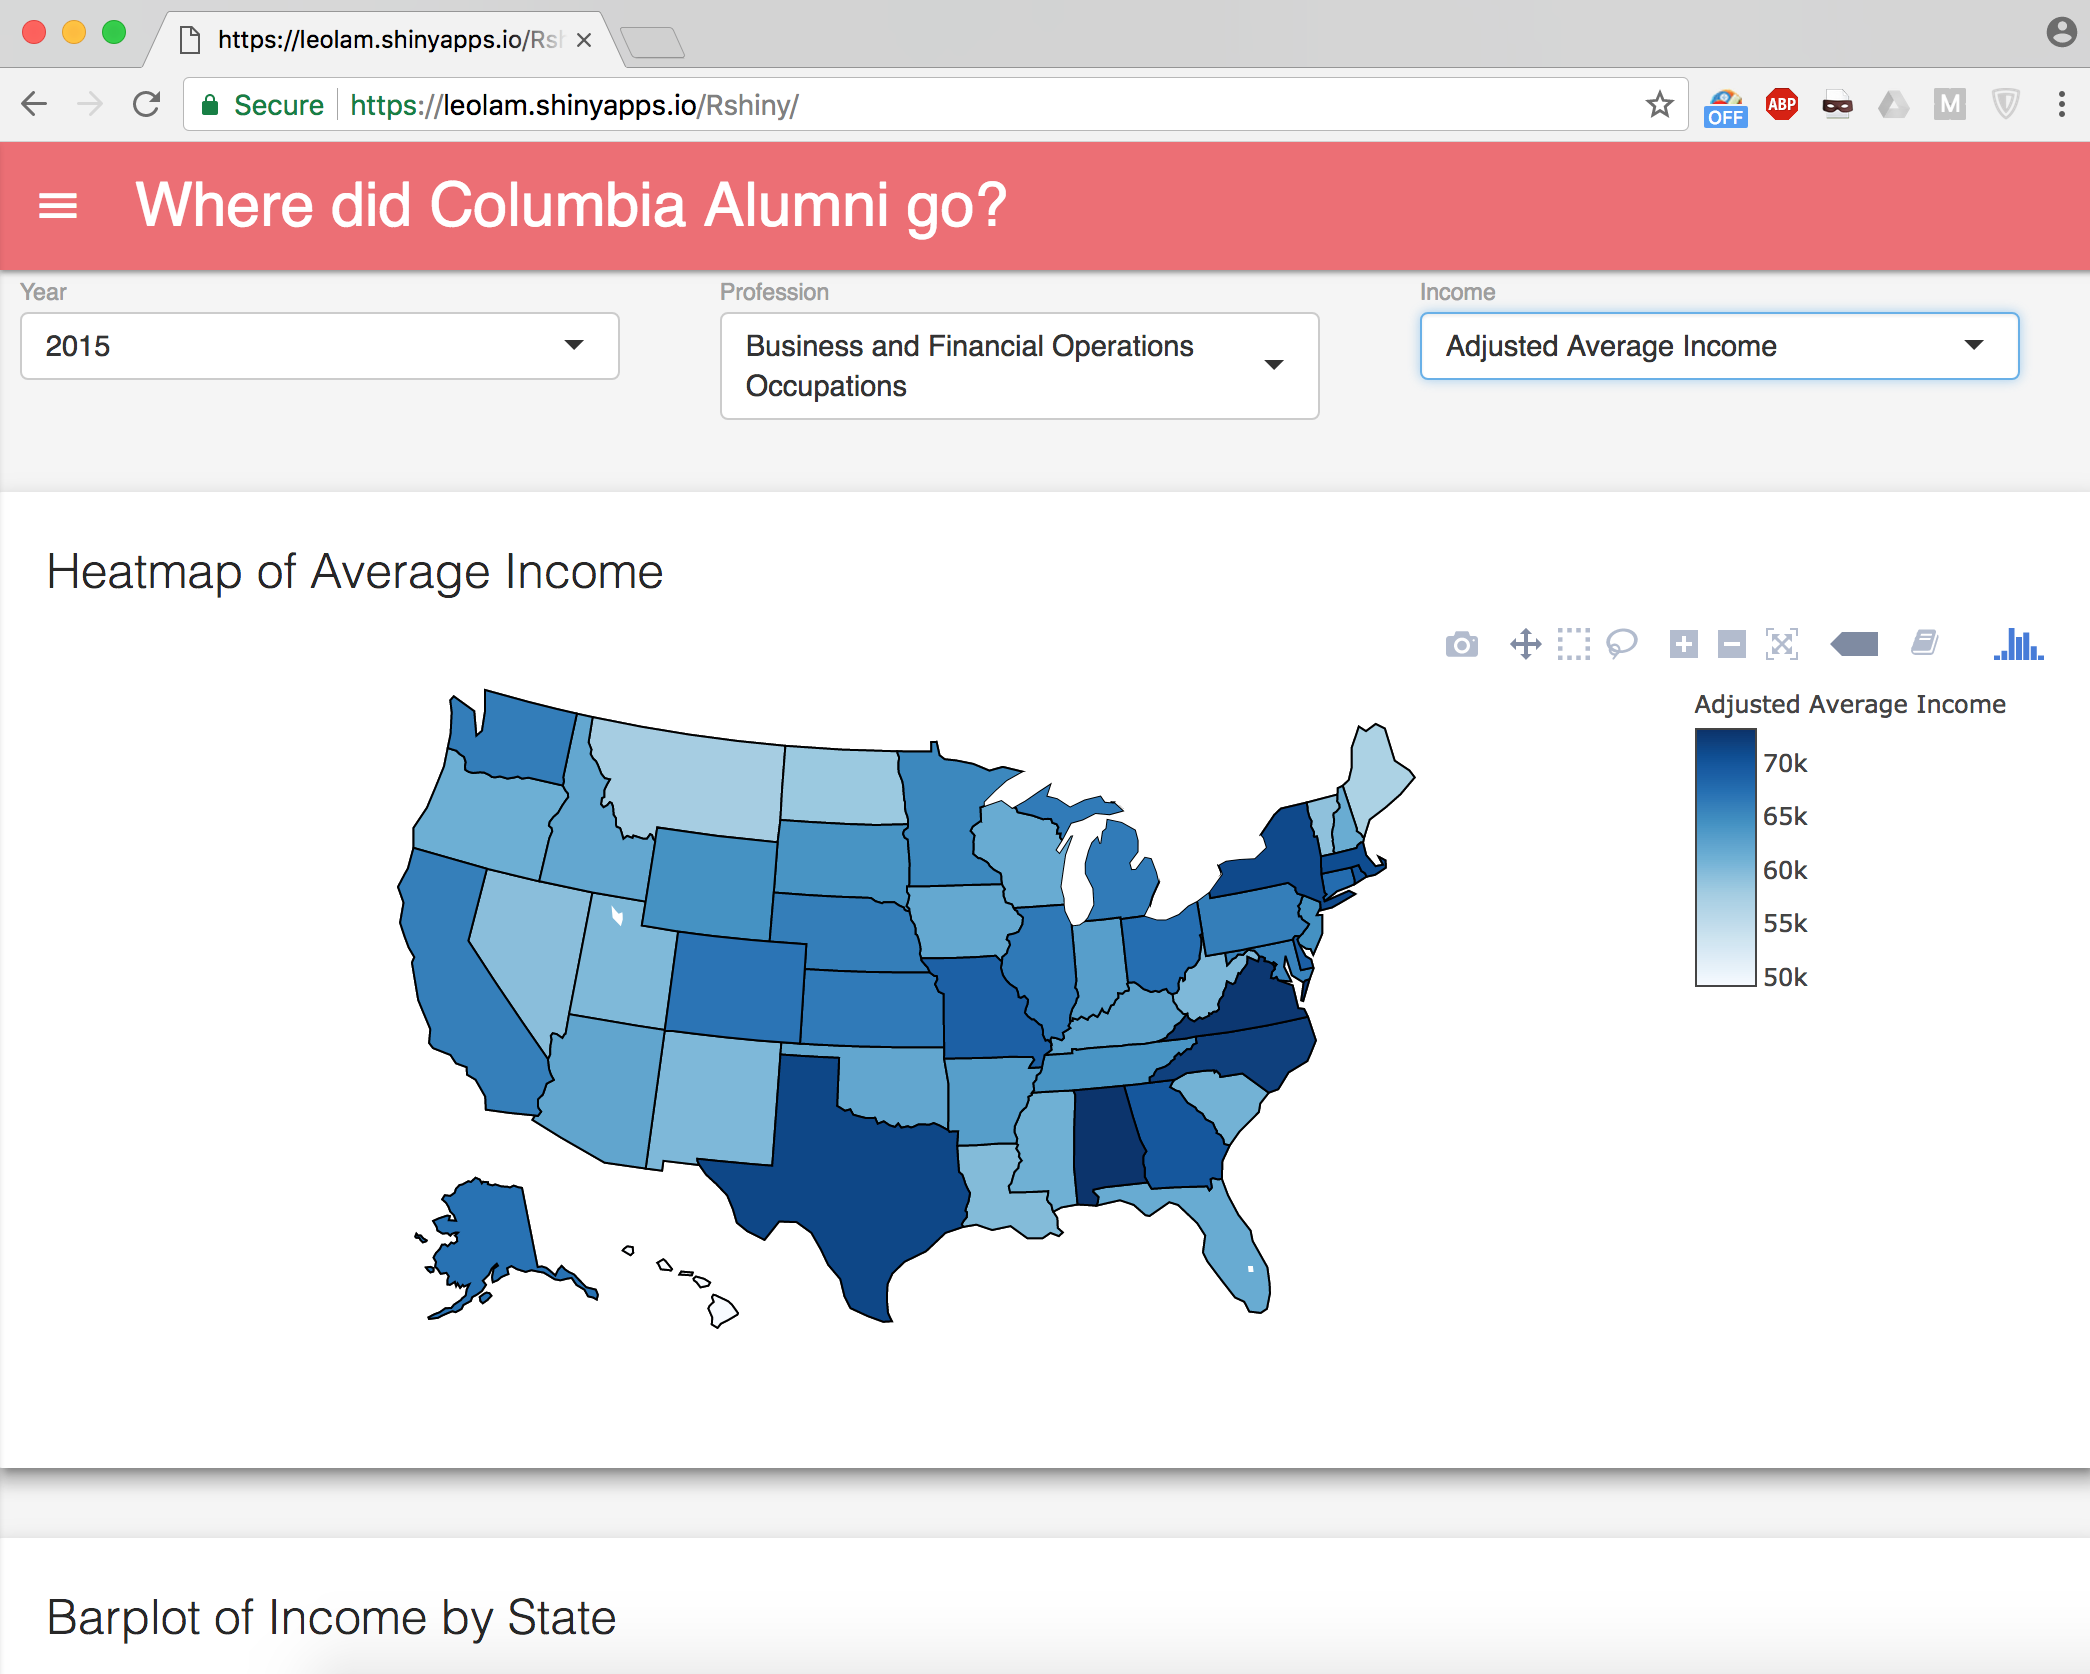 https://leolam.shinyapps.io/Rsh
Secure https://leolam.shinyapps.io/Rshiny/
OFF
ABP
M
Where did Columbia Alumni go?
Year
Profession
Income
2015
Business and Financial Operations
Occupations
Adjusted Average Income
Heatmap of Average Income
Adjusted Average Income
70k
65k
60k
55k
50k
Barplot of Income by State